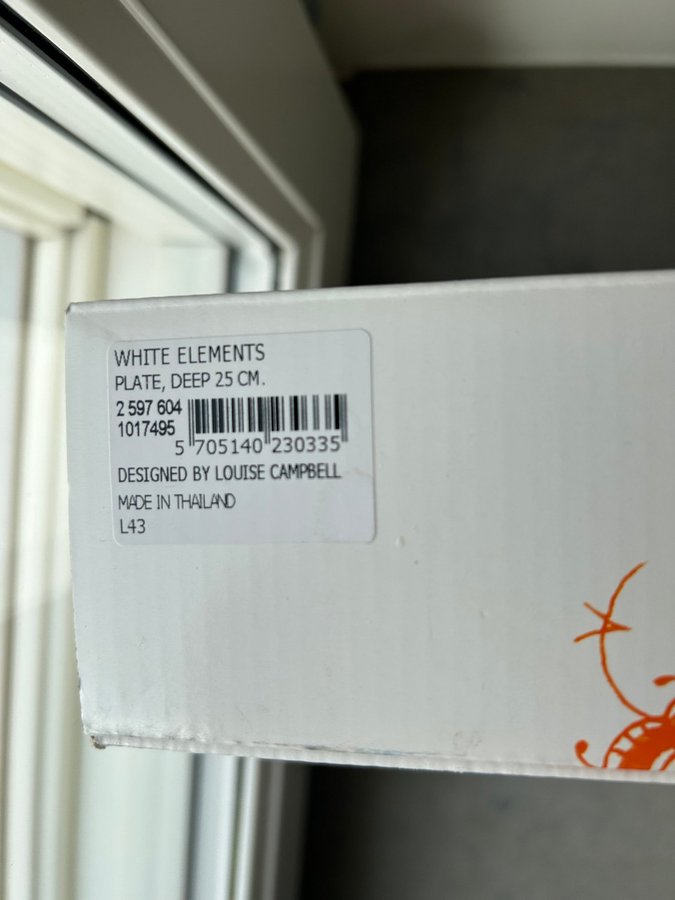 WHITE ELEMENTS
PLATE, DEEP 25 CM.
2 597 604
1017495
5 705140 230335
DESIGNED BY LOUISE CAMPBELL
MADE IN THAILAND
L43